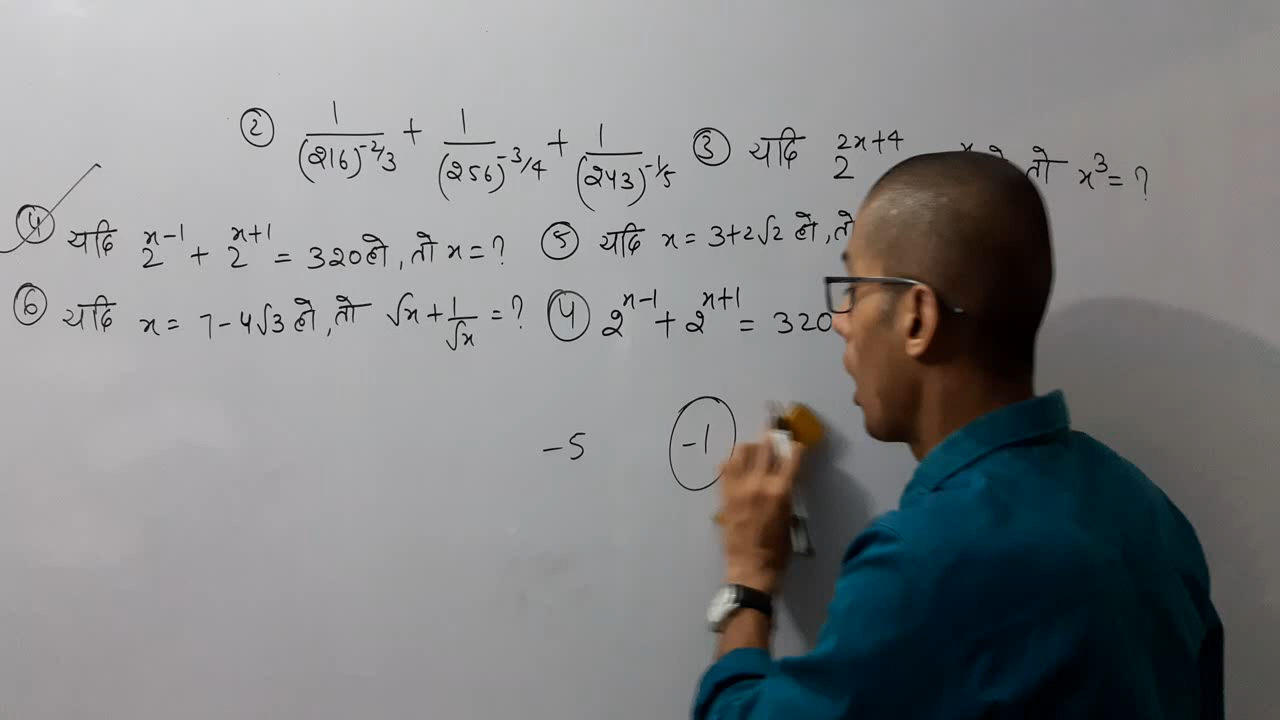 ② 1/(216)^-2/3 + 1/(256)^-3/4 + 1/(243)^-1/5 ③ यदि 2^2x+4 तो x^3 = ?
④ यदि 2^x-1 + 2^x+1 = 320 हो, तो x = ? ⑤ यदि x = 3+2√2 हो, तो
⑥ यदि x = 7-4√3 हो, तो √x + 1/√x = ? ④ 2^x-1 + 2^x+1 = 320
-5 -1